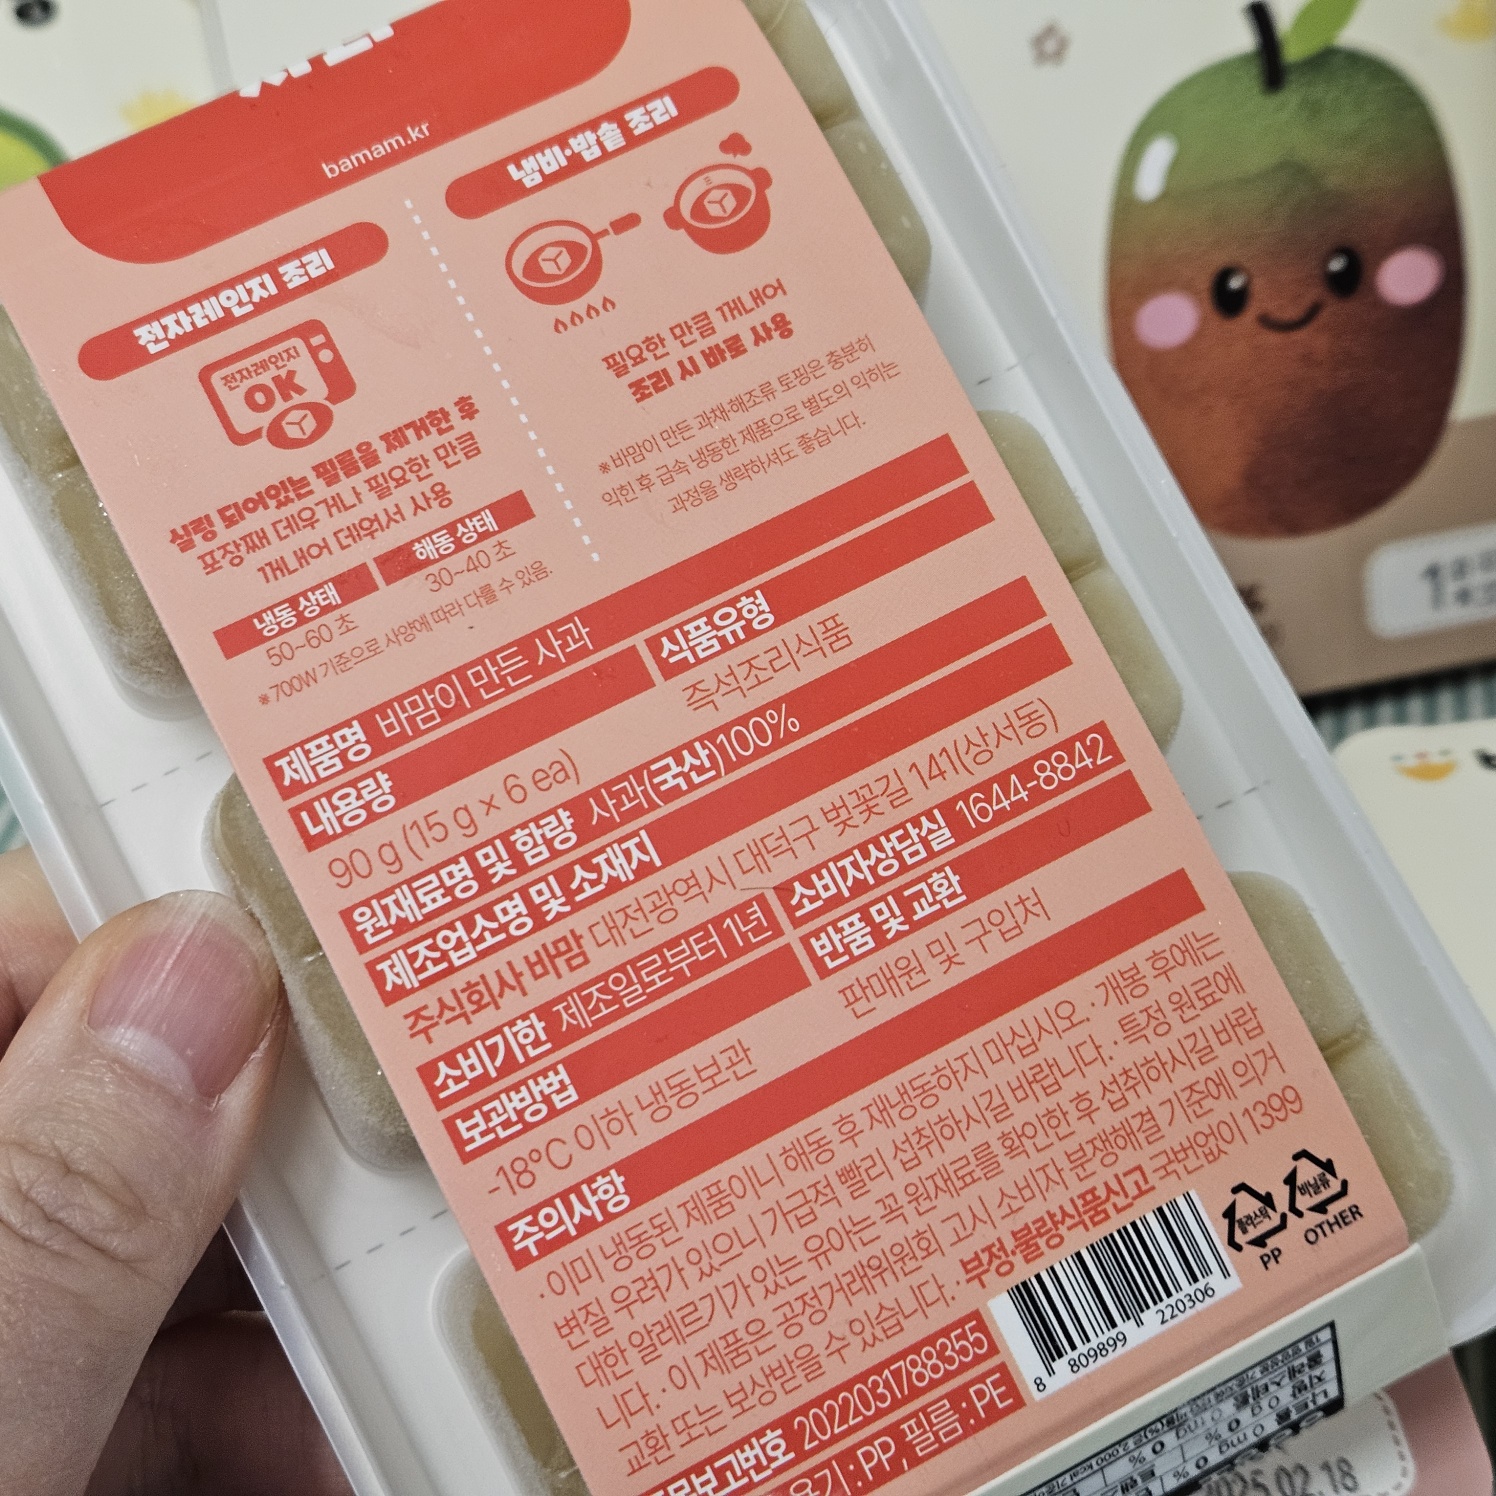 bamam.kr
전자레인지 조리
전자레인지
OK
실링 되어있는 필름을 제거한 후
포장째 데우거나 필요한 만큼
꺼내어 데워서 사용
냉동 상태
해동 상태
50~60 초
30~40 초
※700W 기준으로 사양에 따라 다를 수 있음.
냄비·밥솥 조리
필요한 만큼 꺼내어
조리 시 바로 사용
※바맘이 만든 과채·해조류 토핑은 충분히
익힌 후 급속 냉동한 제품으로 별도의 익히는
과정을 생략하셔도 좋습니다.
제품명 바맘이 만든 사과
내용량
식품유형
90 g (15 g × 6 ea)
즉석조리식품
원재료명 및 함량 사과(국산)100%
제조업소명 및 소재지
주식회사 바맘 대전광역시 대덕구 벚꽃길 141(상서동)
소비기한 제조일로부터 1년
소비자상담실 1644-8842
보관방법
반품 및 교환
-18°C 이하 냉동보관
판매원 및 구입처
주의사항
· 이미 냉동된 제품이니 해동 후 재냉동하지 마십시오. · 개봉 후에는
변질 우려가 있으니 가급적 빨리 섭취하시길 바랍니다. · 특정 원료에
대한 알레르기가 있는 유아는 꼭 원재료를 확인한 후 섭취하시길 바랍
니다. · 이 제품은 공정거래위원회 고시 소비자 분쟁해결 기준에 의거
교환 또는 보상받을 수 있습니다. · 부정·불량식품신고 국번없이 1399
품목보고번호 2022031788355
용기 : PP, 필름 : PE
8 809899 220306
플라스틱
PP
비닐류
OTHER
2025.02.18